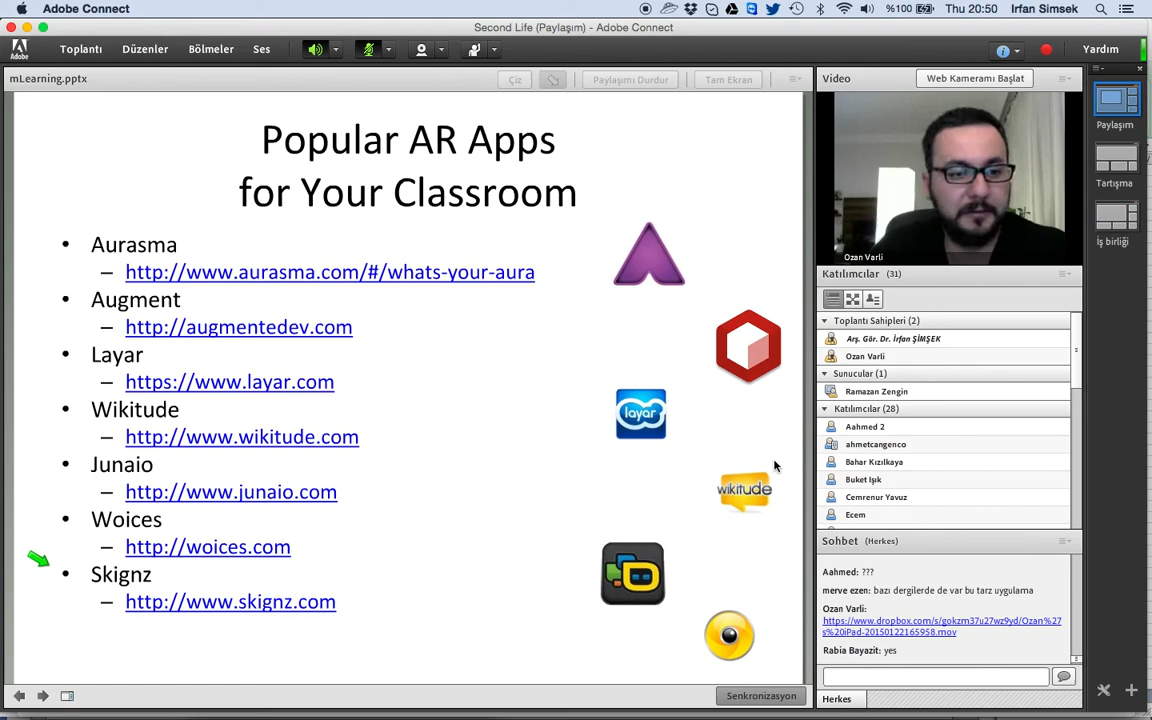 Adobe Connect
%100
Thu 20:50
Irfan Simsek
Second Life (Paylaşım) - Adobe Connect
Adobe
Toplantı
Düzenler
Bölmeler
Ses
Yardım
mLearning.pptx
Çiz
Paylaşımı Durdur
Tam Ekran
Popular AR Apps
for Your Classroom
• Aurasma
– http://www.aurasma.com/#/whats-your-aura
• Augment
– http://augmentedev.com
• Layar
– https://www.layar.com
• Wikitude
– http://www.wikitude.com
• Junaio
– http://www.junaio.com
• Woices
– http://woices.com
• Skignz
– http://www.skignz.com
layar
wikitude
Senkronizasyon
Video
Web Kameramı Başlat
Ozan Varli
Katılımcılar (31)
Toplantı Sahipleri (2)
Arş. Gör. Dr. İrfan ŞİMŞEK
Ozan Varli
Sunucular (1)
Ramazan Zengin
Katılımcılar (28)
Aahmed 2
ahmetcangenco
Bahar Kızılkaya
Buket Işık
Cemrenur Yavuz
Ecem
Sohbet (Herkes)
Aahmed: ???
merve ezen: bazı dergilerde de var bu tarz uygulama
Ozan Varli:
https://www.dropbox.com/s/gokzm37u27wz9yd/Ozan%27
s%20iPad-20150122165958.mov
Rabia Bayazit: yes
Herkes
Paylaşım
Tartışma
İş birliği